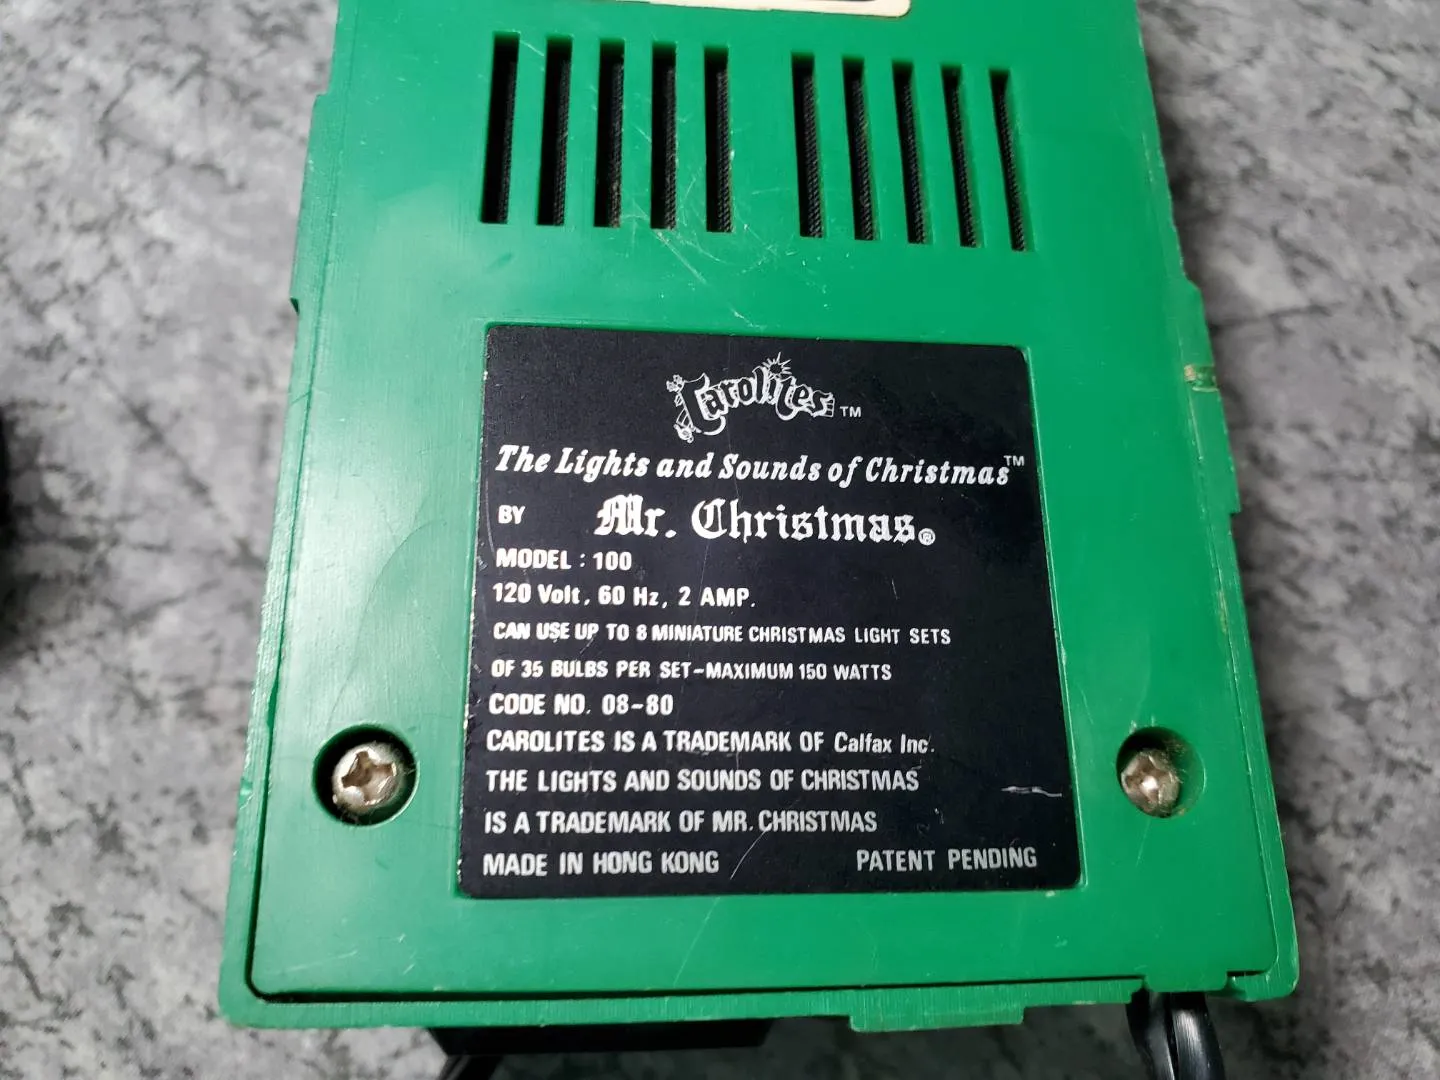 Carolites TM
The Lights and Sounds of Christmas TM
BY Mr. Christmas ®
MODEL : 100
120 Volt, 60 Hz, 2 AMP.
CAN USE UP TO 8 MINIATURE CHRISTMAS LIGHT SETS
OF 35 BULBS PER SET-MAXIMUM 150 WATTS
CODE NO. 08-80
CAROLITES IS A TRADEMARK OF Calfax Inc.
THE LIGHTS AND SOUNDS OF CHRISTMAS
IS A TRADEMARK OF MR. CHRISTMAS
MADE IN HONG KONG PATENT PENDING